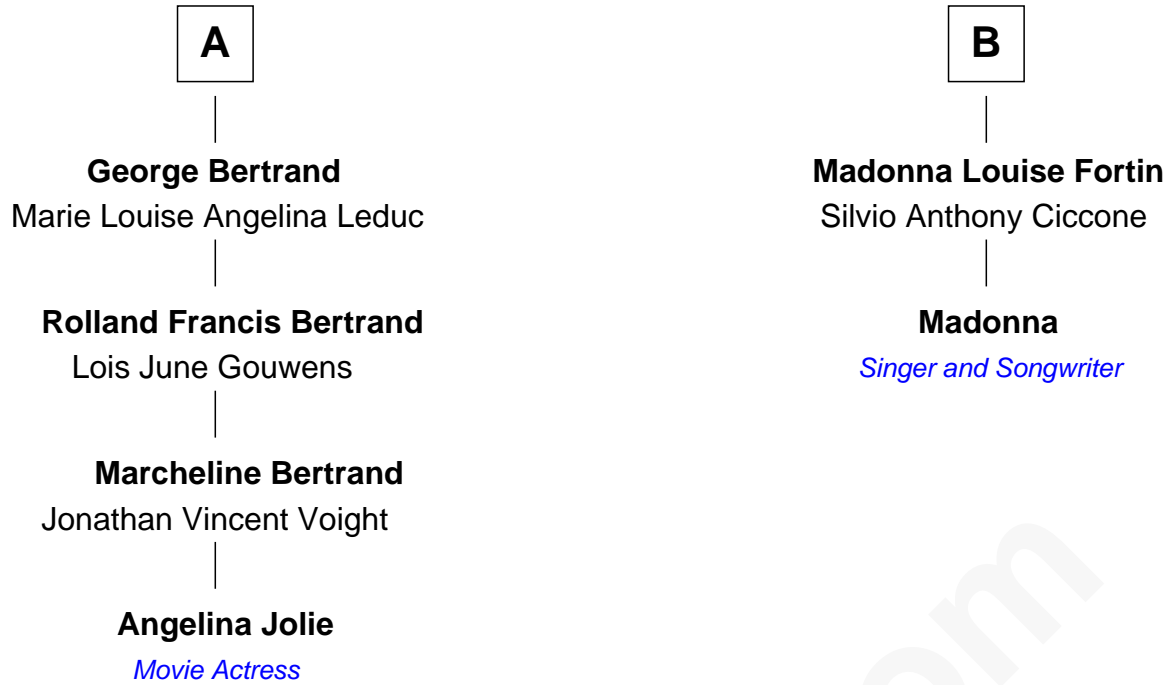 A
George Bertrand
Marie Louise Angelina Leduc
Rolland Francis Bertrand
Lois June Gouwens
Marcheline Bertrand
Jonathan Vincent Voight
Angelina Jolie
Movie Actress
B
Madonna Louise Fortin
Silvio Anthony Ciccone
Madonna
Singer and Songwriter
om